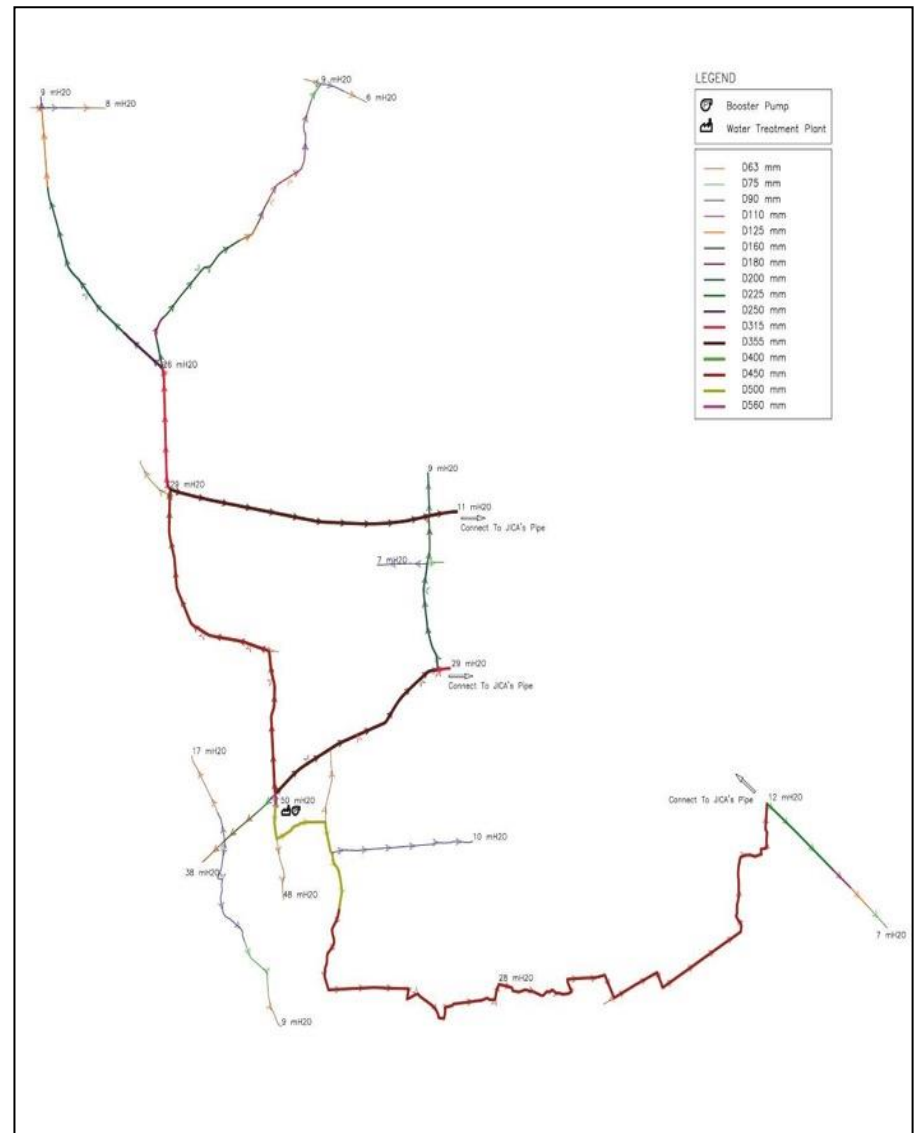 9 mH20
8 mH20
9 mH20
6 mH20
LEGEND
Booster Pump
Water Treatment Plant
D63 mm
D75 mm
D90 mm
D110 mm
D125 mm
D160 mm
D180 mm
D200 mm
D225 mm
D250 mm
D315 mm
D355 mm
D400 mm
D450 mm
D500 mm
D560 mm
26 mH20
29 mH20
9 mH20
11 mH20
Connect To JICA's Pipe
7 mH20
29 mH20
Connect To JICA's Pipe
17 mH20
50 mH20
Connect To JICA's Pipe
12 mH20
10 mH20
38 mH20
48 mH20
7 mH20
28 mH20
9 mH20